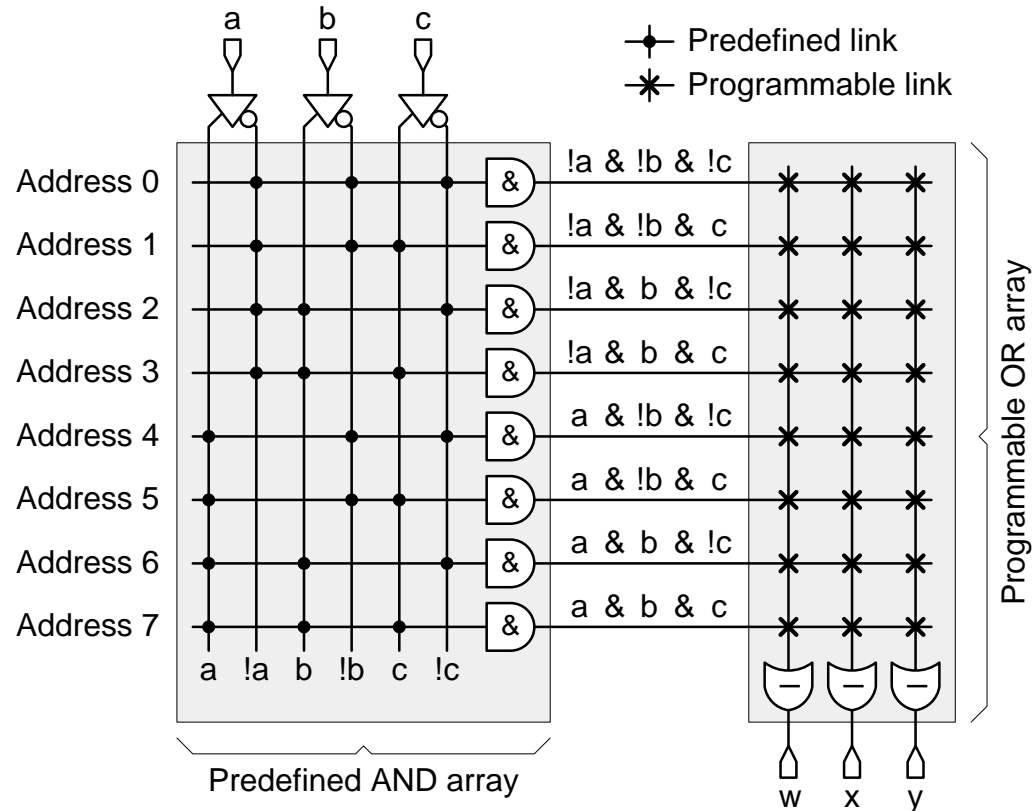 a b c
Predefined link
Programmable link
Address 0 & !a & !b & !c
Address 1 & !a & !b & c
Address 2 & !a & b & !c
Address 3 & !a & b & c
Address 4 & a & !b & !c
Address 5 & a & !b & c
Address 6 & a & b & !c
Address 7 & a & b & c
a !a b !b c !c
Predefined AND array
Programmable OR array
w x y